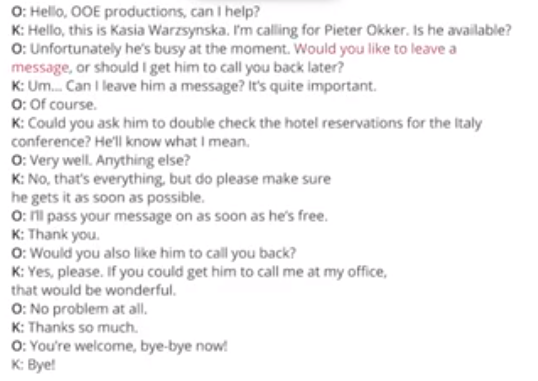 O: Hello, OOE productions, can I help?
K: Hello, this is Kasia Warzsynska. I'm calling for Pieter Okker. Is he available?
O: Unfortunately he's busy at the moment. Would you like to leave a
message, or should I get him to call you back later?
K: Um... Can I leave him a message? It's quite important.
O: Of course.
K: Could you ask him to double check the hotel reservations for the Italy
conference? He'll know what I mean.
O: Very well. Anything else?
K: No, that's everything, but do please make sure
he gets it as soon as possible.
O: I'll pass your message on as soon as he's free.
K: Thank you.
O: Would you also like him to call you back?
K: Yes, please. If you could get him to call me at my office,
that would be wonderful.
O: No problem at all.
K: Thanks so much.
O: You're welcome, bye-bye now!
K: Bye!